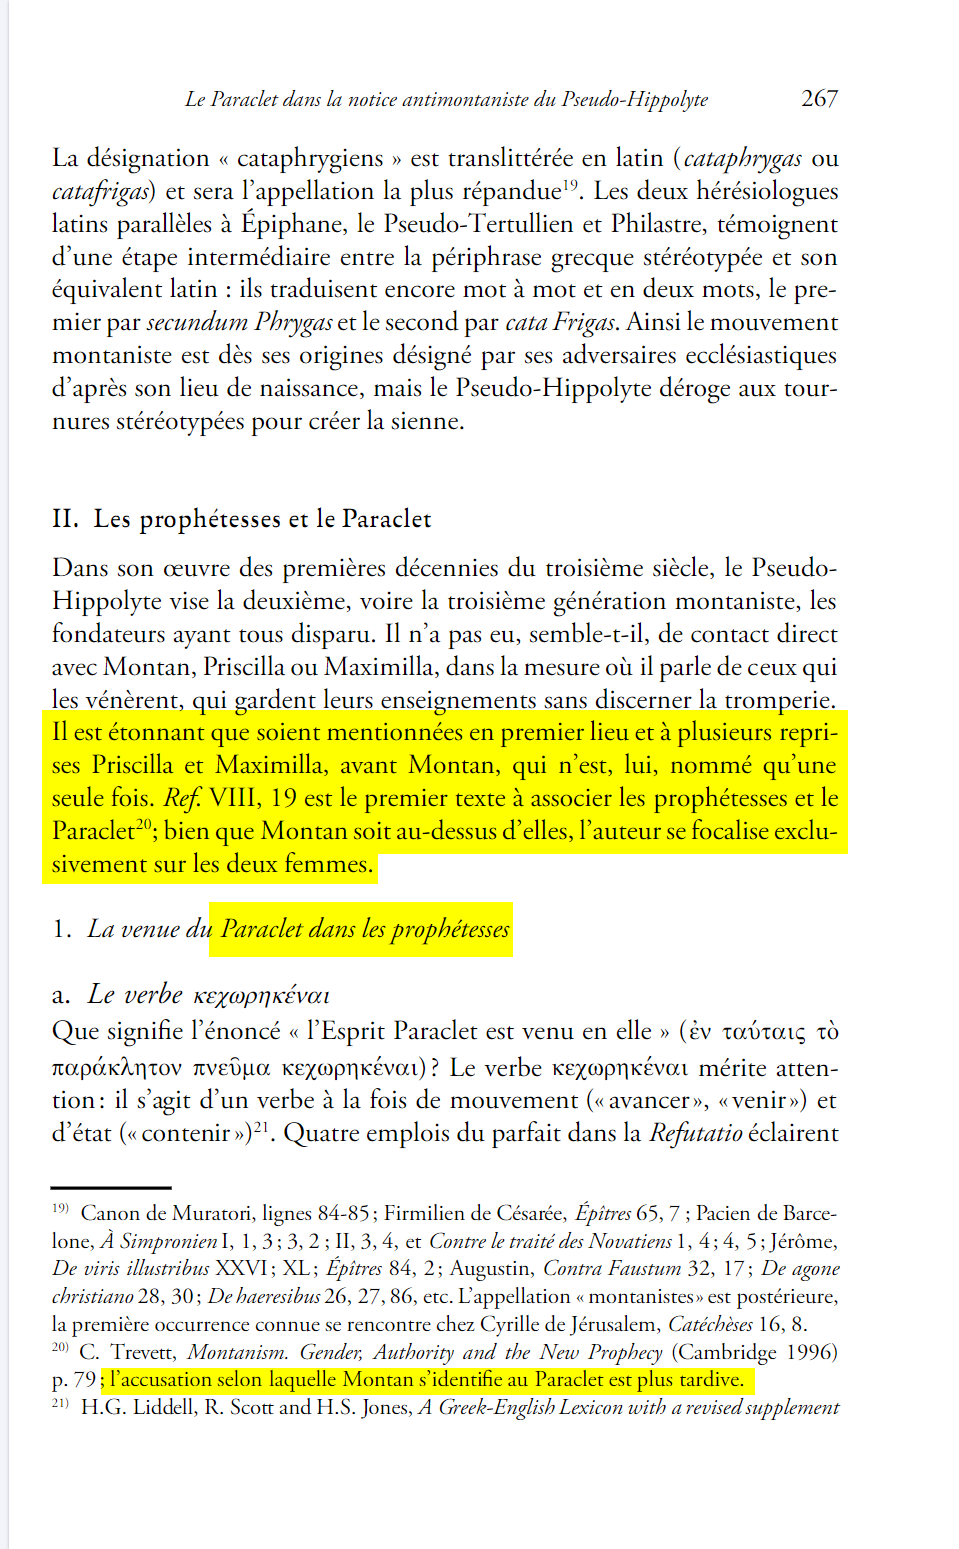 Le Paraclet dans la notice antimontaniste du Pseudo-Hippolyte 267
La désignation « cataphrygiens » est translittérée en latin (cataphrygas ou
catafrigas) et sera l’appellation la plus répandue19. Les deux hérésiologues
latins parallèles à Épiphane, le Pseudo-Tertullien et Philastre, témoignent
d’une étape intermédiaire entre la périphrase grecque stéréotypée et son
équivalent latin : ils traduisent encore mot à mot et en deux mots, le pre-
mier par secundum Phrygas et le second par cata Frigas. Ainsi le mouvement
montaniste est dès ses origines désigné par ses adversaires ecclésiastiques
d’après son lieu de naissance, mais le Pseudo-Hippolyte déroge aux tour-
nures stéréotypées pour créer la sienne.
II. Les prophétesses et le Paraclet
Dans son œuvre des premières décennies du troisième siècle, le Pseudo-
Hippolyte vise la deuxième, voire la troisième génération montaniste, les
fondateurs ayant tous disparu. Il n’a pas eu, semble-t-il, de contact direct
avec Montan, Priscilla ou Maximilla, dans la mesure où il parle de ceux qui
les vénèrent, qui gardent leurs enseignements sans discerner la tromperie.
Il est étonnant que soient mentionnées en premier lieu et à plusieurs repri-
ses Priscilla et Maximilla, avant Montan, qui n’est, lui, nommé qu’une
seule fois. Ref. VIII, 19 est le premier texte à associer les prophétesses et le
Paraclet20; bien que Montan soit au-dessus d’elles, l’auteur se focalise exclu-
sivement sur les deux femmes.
1. La venue du Paraclet dans les prophétesses
a. Le verbe κεχωρηκέναι
Que signifie l’énoncé « l’Esprit Paraclet est venu en elle » (ἐν ταύταις τὸ
παράκλητον πνεῦμα κεχωρηκέναι)? Le verbe κεχωρηκέναι mérite atten-
tion: il s’agit d’un verbe à la fois de mouvement (« avancer », « venir ») et
d’état (« contenir »)21. Quatre emplois du parfait dans la Refutatio éclairent
19) Canon de Muratori, lignes 84-85 ; Firmilien de Césarée, Épîtres 65, 7 ; Pacien de Barce-
lone, À Simpronien I, 1, 3 ; 3, 2 ; II, 3, 4, et Contre le traité des Novatiens 1, 4 ; 4, 5 ; Jérôme,
De viris illustribus XXVI ; XL ; Épîtres 84, 2 ; Augustin, Contra Faustum 32, 17 ; De agone
christiano 28, 30 ; De haeresibus 26, 27, 86, etc. L’appellation « montanistes » est postérieure,
la première occurrence connue se rencontre chez Cyrille de Jérusalem, Catéchèses 16, 8.
20) C. Trevett, Montanism. Gender, Authority and the New Prophecy (Cambridge 1996)
p. 79 ; l’accusation selon laquelle Montan s’identifie au Paraclet est plus tardive.
21) H.G. Liddell, R. Scott and H.S. Jones, A Greek-English Lexicon with a revised supplement